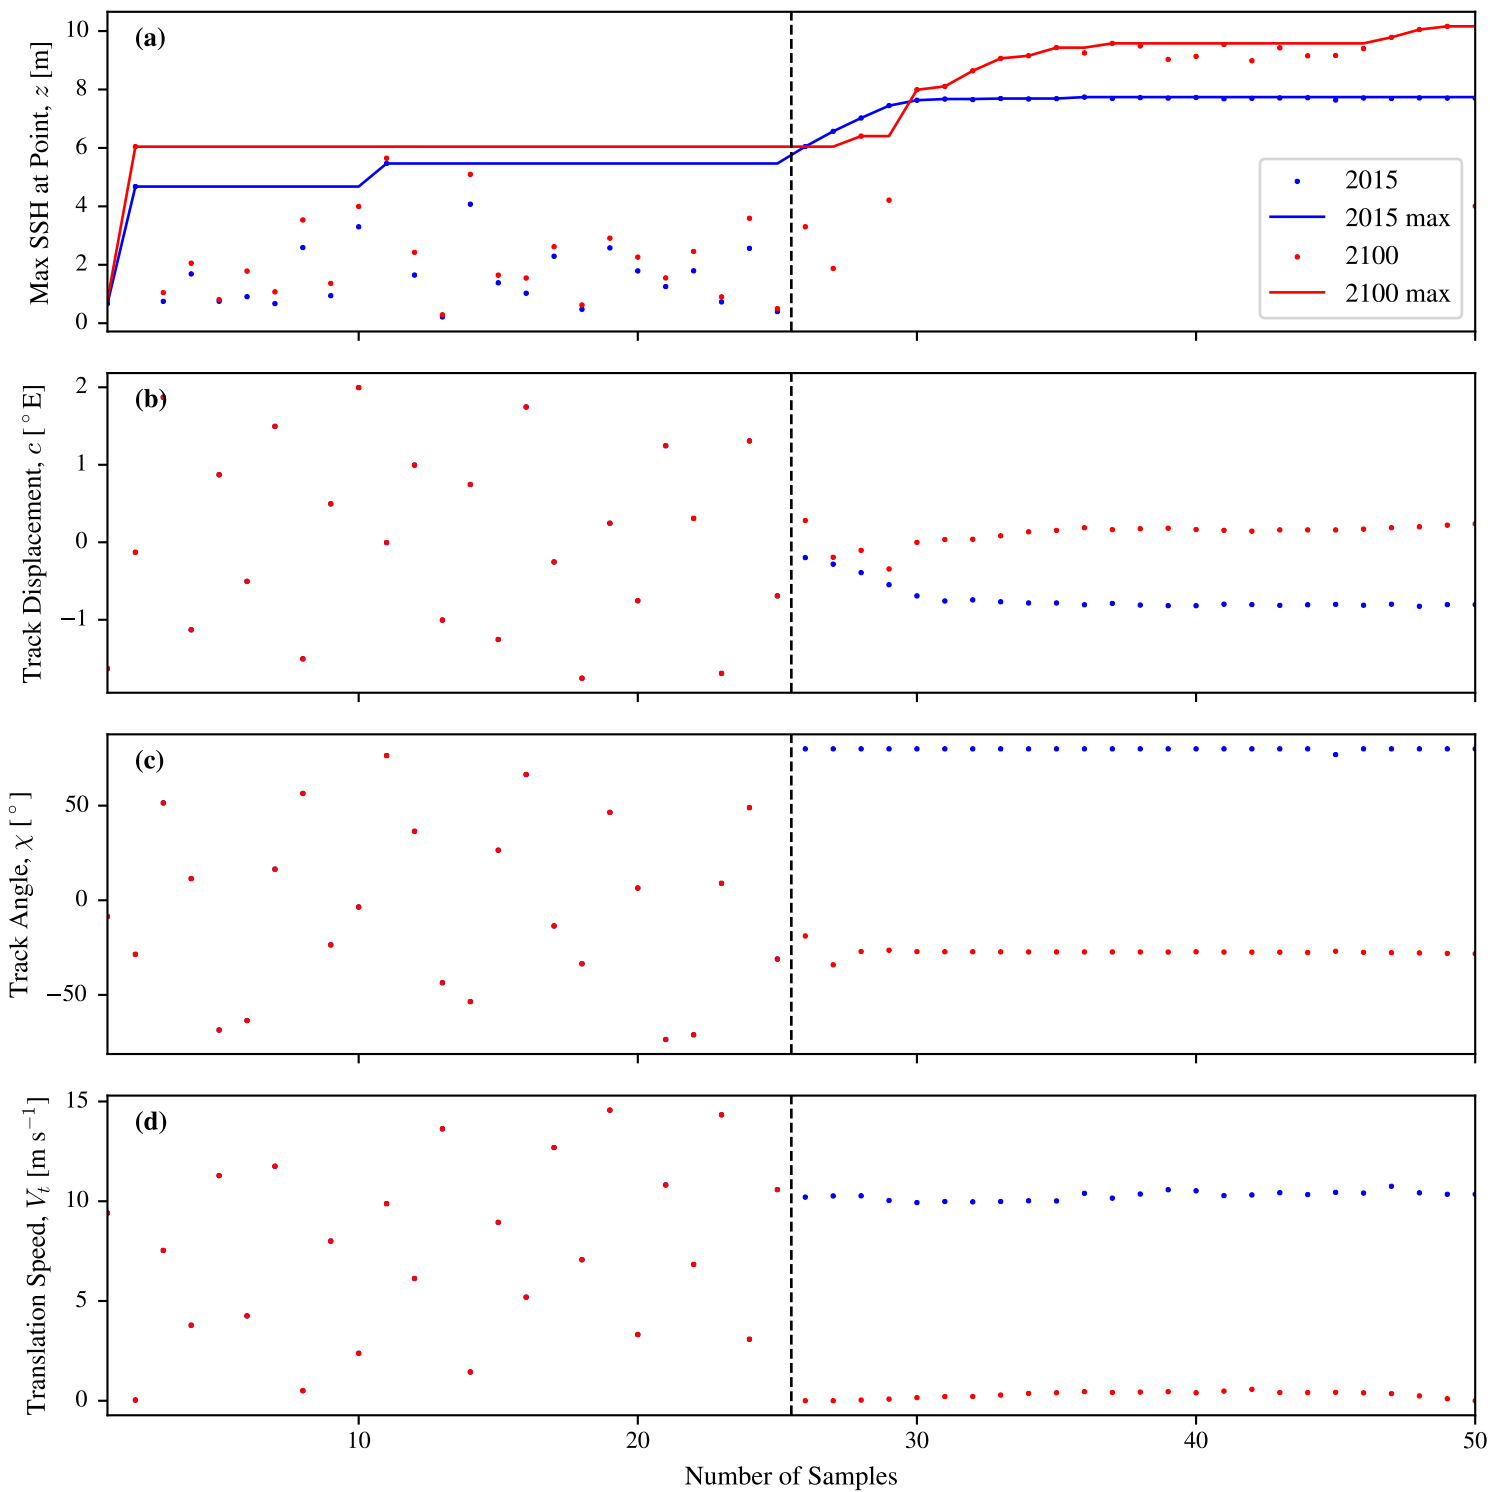 (a)
Max SSH at Point, z [m]
10
8
6
4
2
0
2015
2015 max
2100
2100 max
(b)
Track Displacement, c [°E]
2
1
0
−1
(c)
Track Angle, χ [°]
50
0
−50
(d)
Translation Speed, V_t [m s⁻¹]
15
10
5
0
10 20 30 40 50
Number of Samples